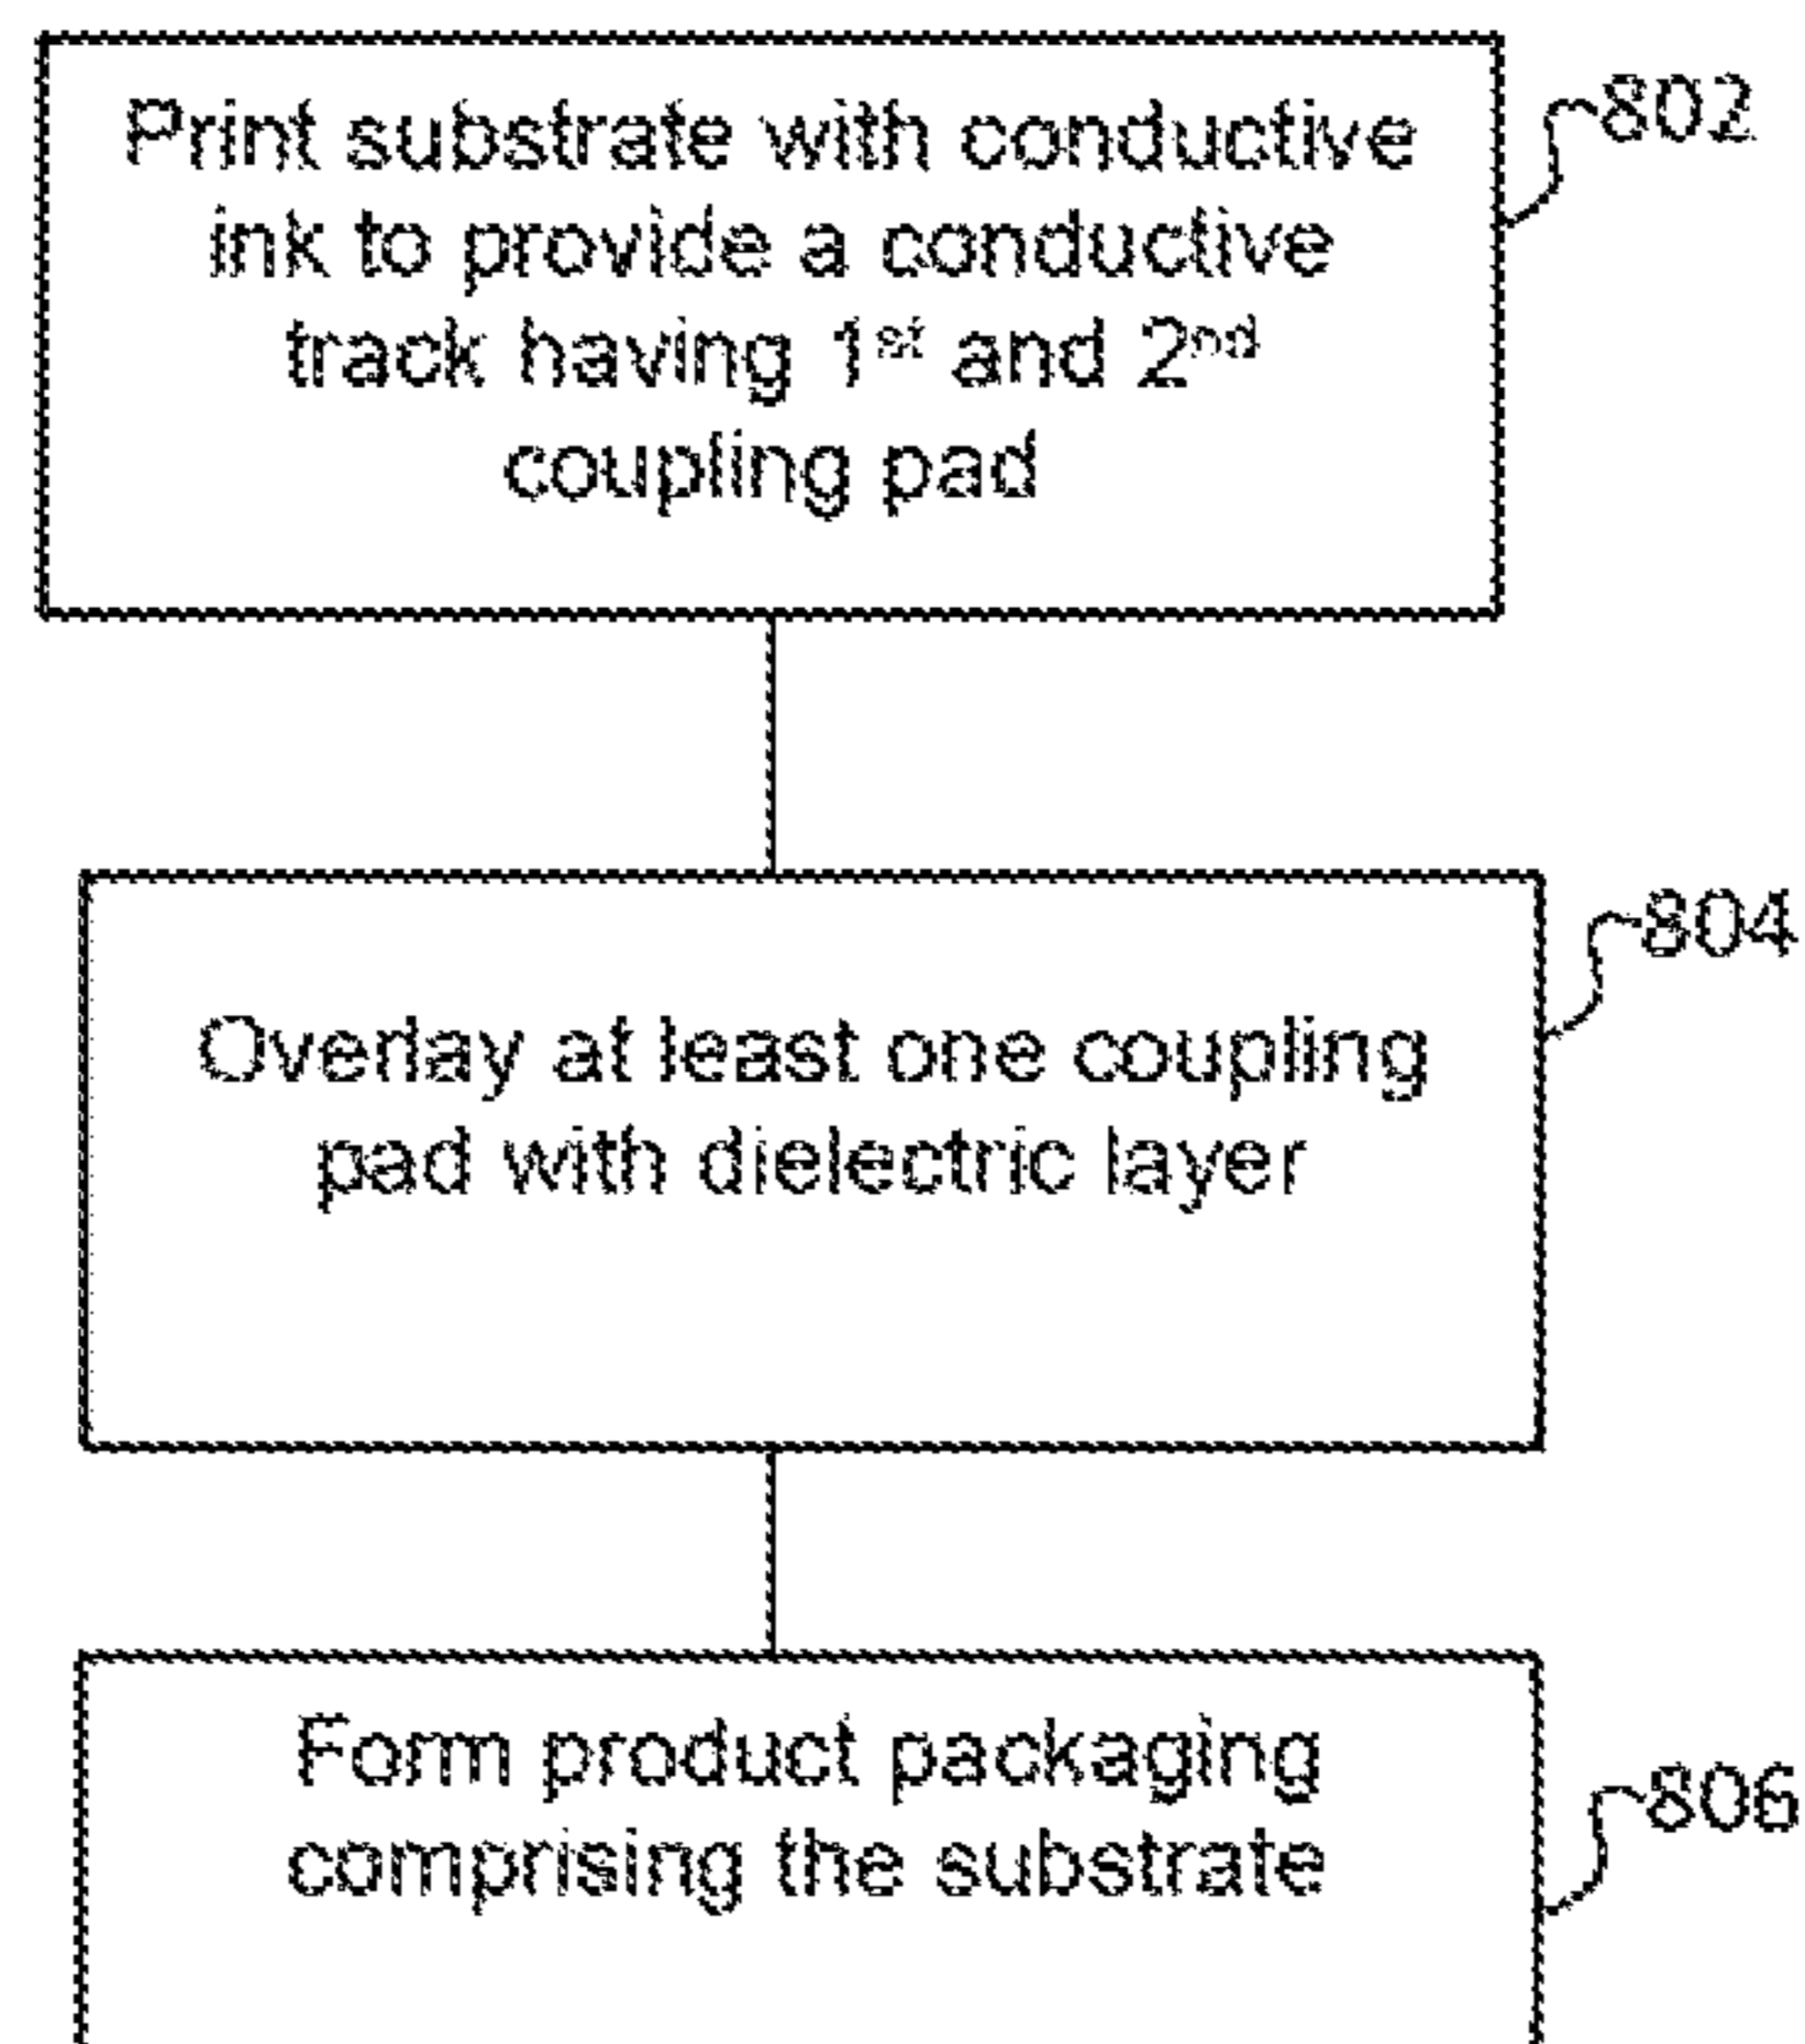 Print substrate with conductive
ink to provide a conductive
track having 1st and 2nd
coupling pad
802
Overlay at least one coupling
pad with dielectric layer
804
Form product packaging
comprising the substrate
806